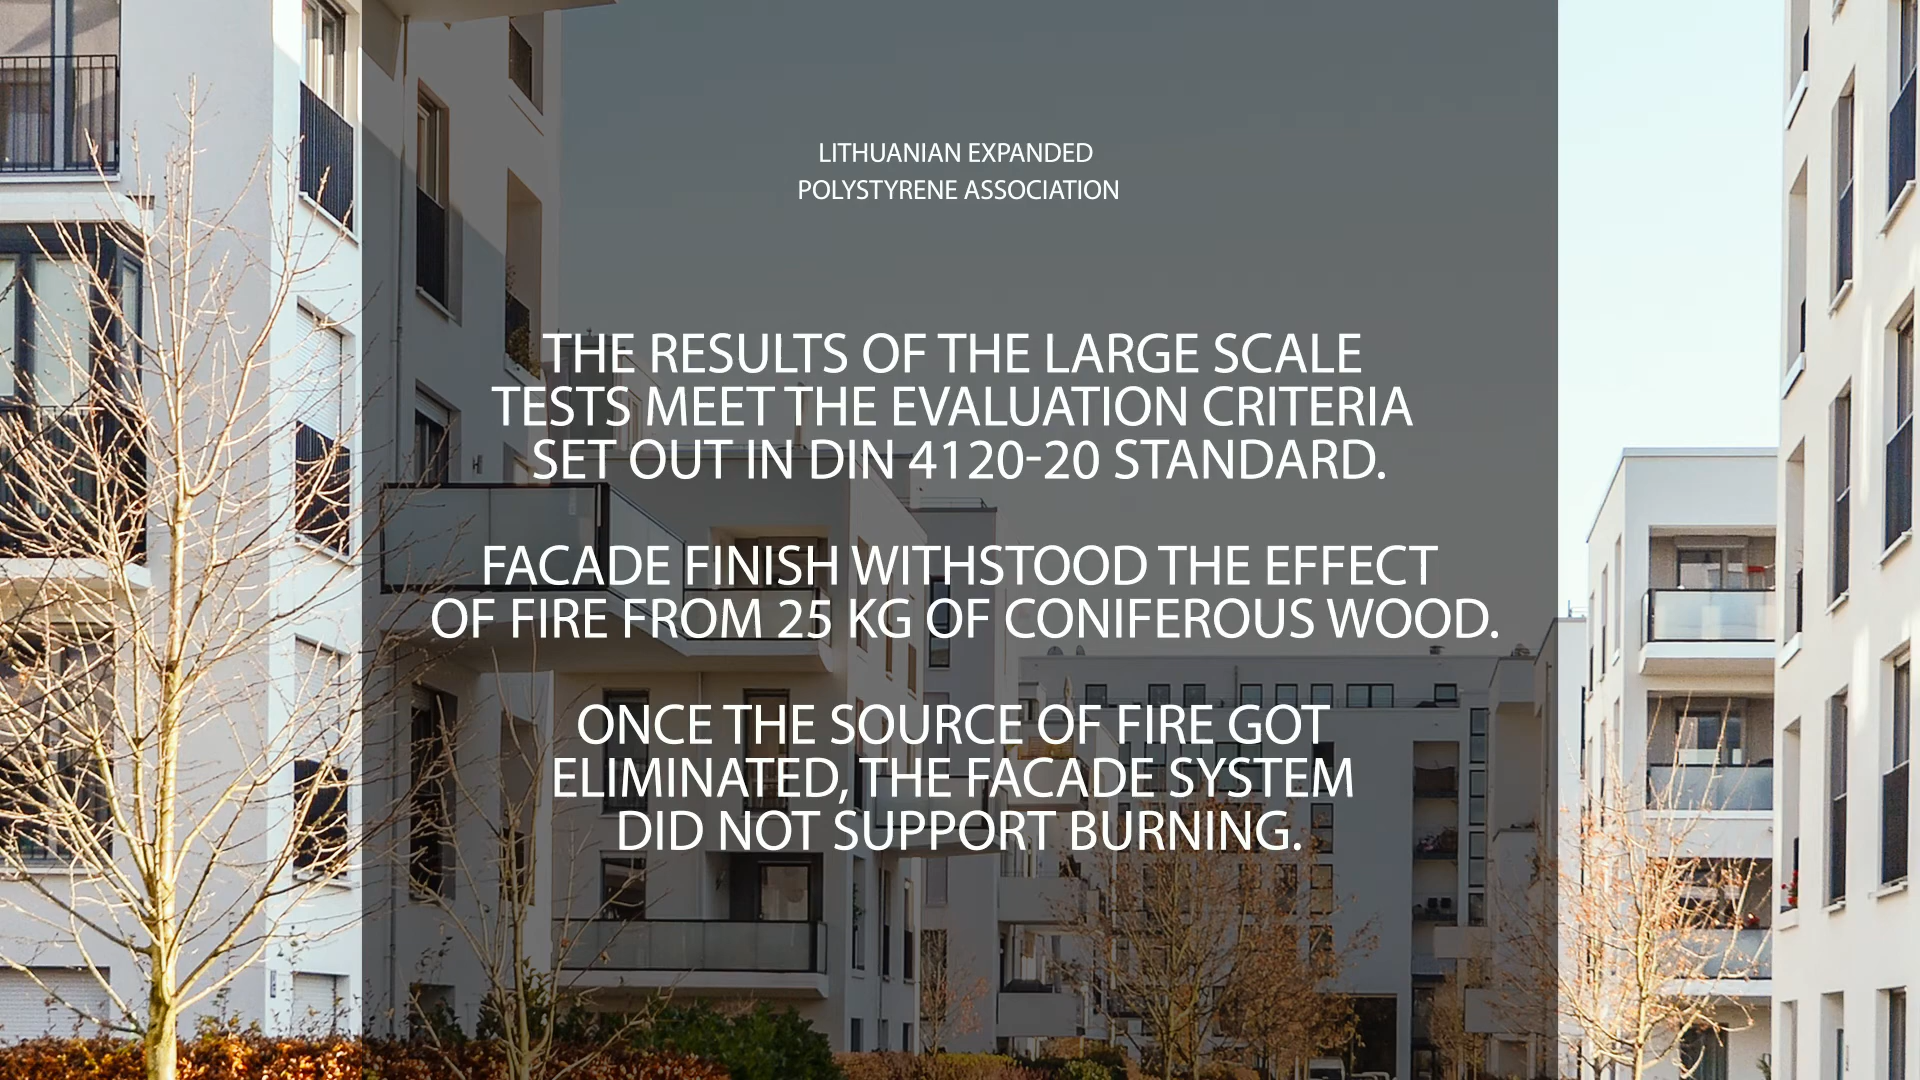 LITHUANIAN EXPANDED
POLYSTYRENE ASSOCIATION
THE RESULTS OF THE LARGE SCALE
TESTS MEET THE EVALUATION CRITERIA
SET OUT IN DIN 4120-20 STANDARD.
FACADE FINISH WITHSTOOD THE EFFECT
OF FIRE FROM 25 KG OF CONIFEROUS WOOD.
ONCE THE SOURCE OF FIRE GOT
ELIMINATED, THE FACADE SYSTEM
DID NOT SUPPORT BURNING.